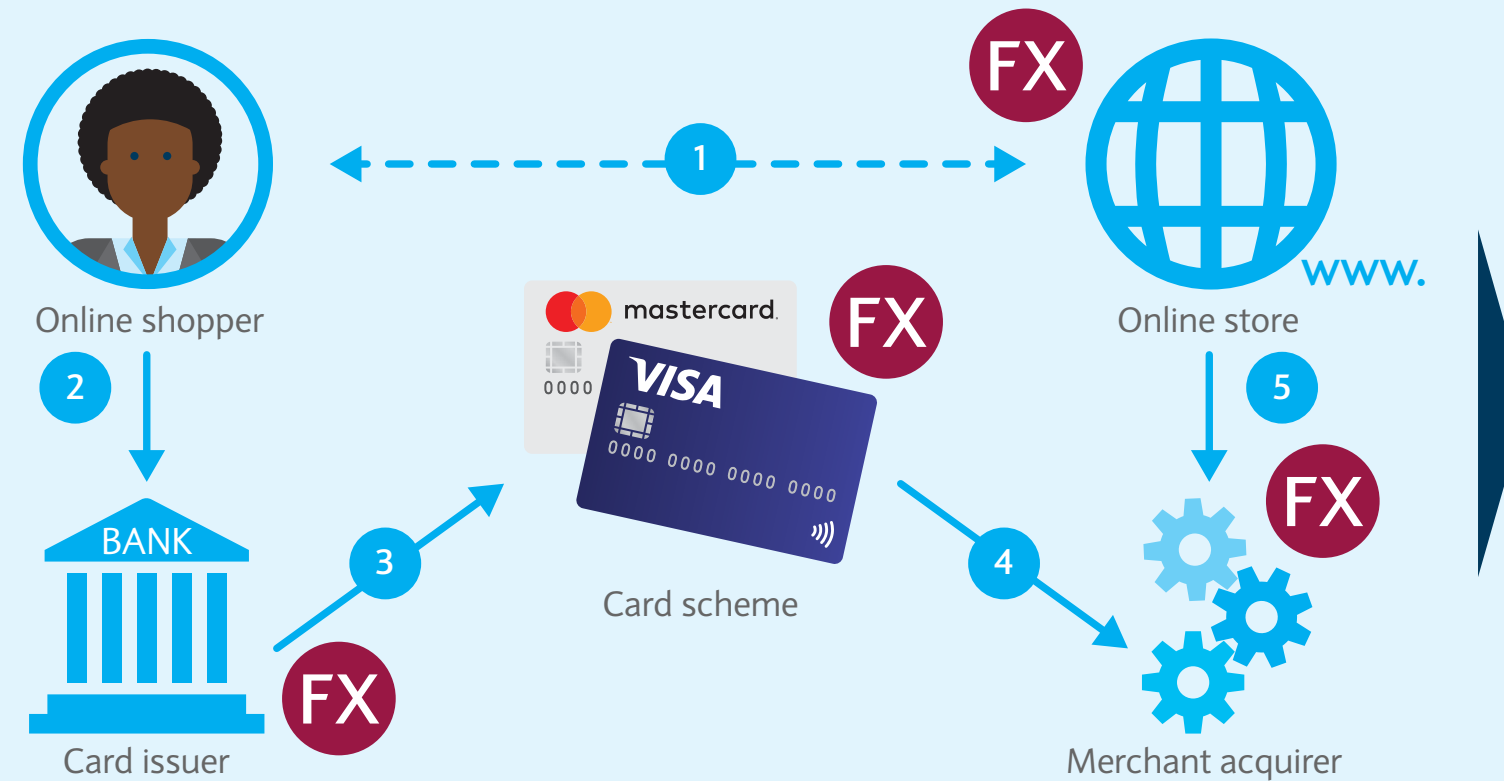 FX
1
www.
Online shopper
Online store
mastercard.
FX
2
0000
VISA
0000 0000 0000 0000
5
FX
BANK
3
4
Card scheme
FX
Card issuer
Merchant acquirer